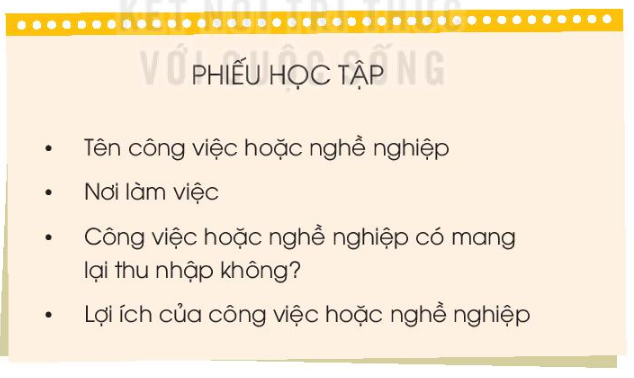 KẾT NỐI TRI THỨC
VỚI CUỘC SỐNG
PHIẾU HỌC TẬP
• Tên công việc hoặc nghề nghiệp
• Nơi làm việc
• Công việc hoặc nghề nghiệp có mang
lại thu nhập không?
• Lợi ích của công việc hoặc nghề nghiệp